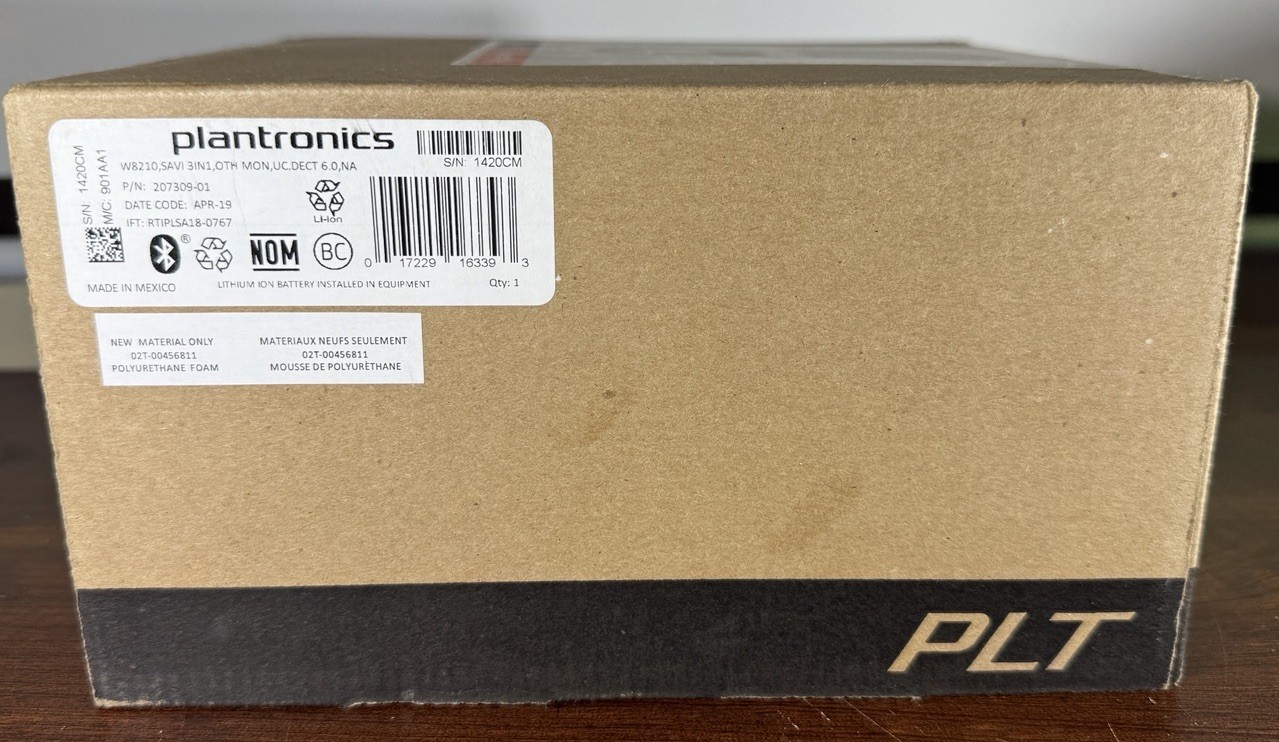 plantronics
S/N: 1420CM
W8210,SAVI 3IN1,OTH MON,UC,DECT 6.0,NA
P/N: 207309-01
DATE CODE: APR-19
IFT: RTIPLSA18-0767
S/N: 1420CM
M/C: 901AA1
Li-Ion
®
NOM
BC
0 17229 16339 3
MADE IN MEXICO
LITHIUM ION BATTERY INSTALLED IN EQUIPMENT
Qty: 1
NEW MATERIAL ONLY
02T-00456811
POLYURETHANE FOAM
MATERIAUX NEUFS SEULEMENT
02T-00456811
MOUSSE DE POLYURÈTHANE
PLT